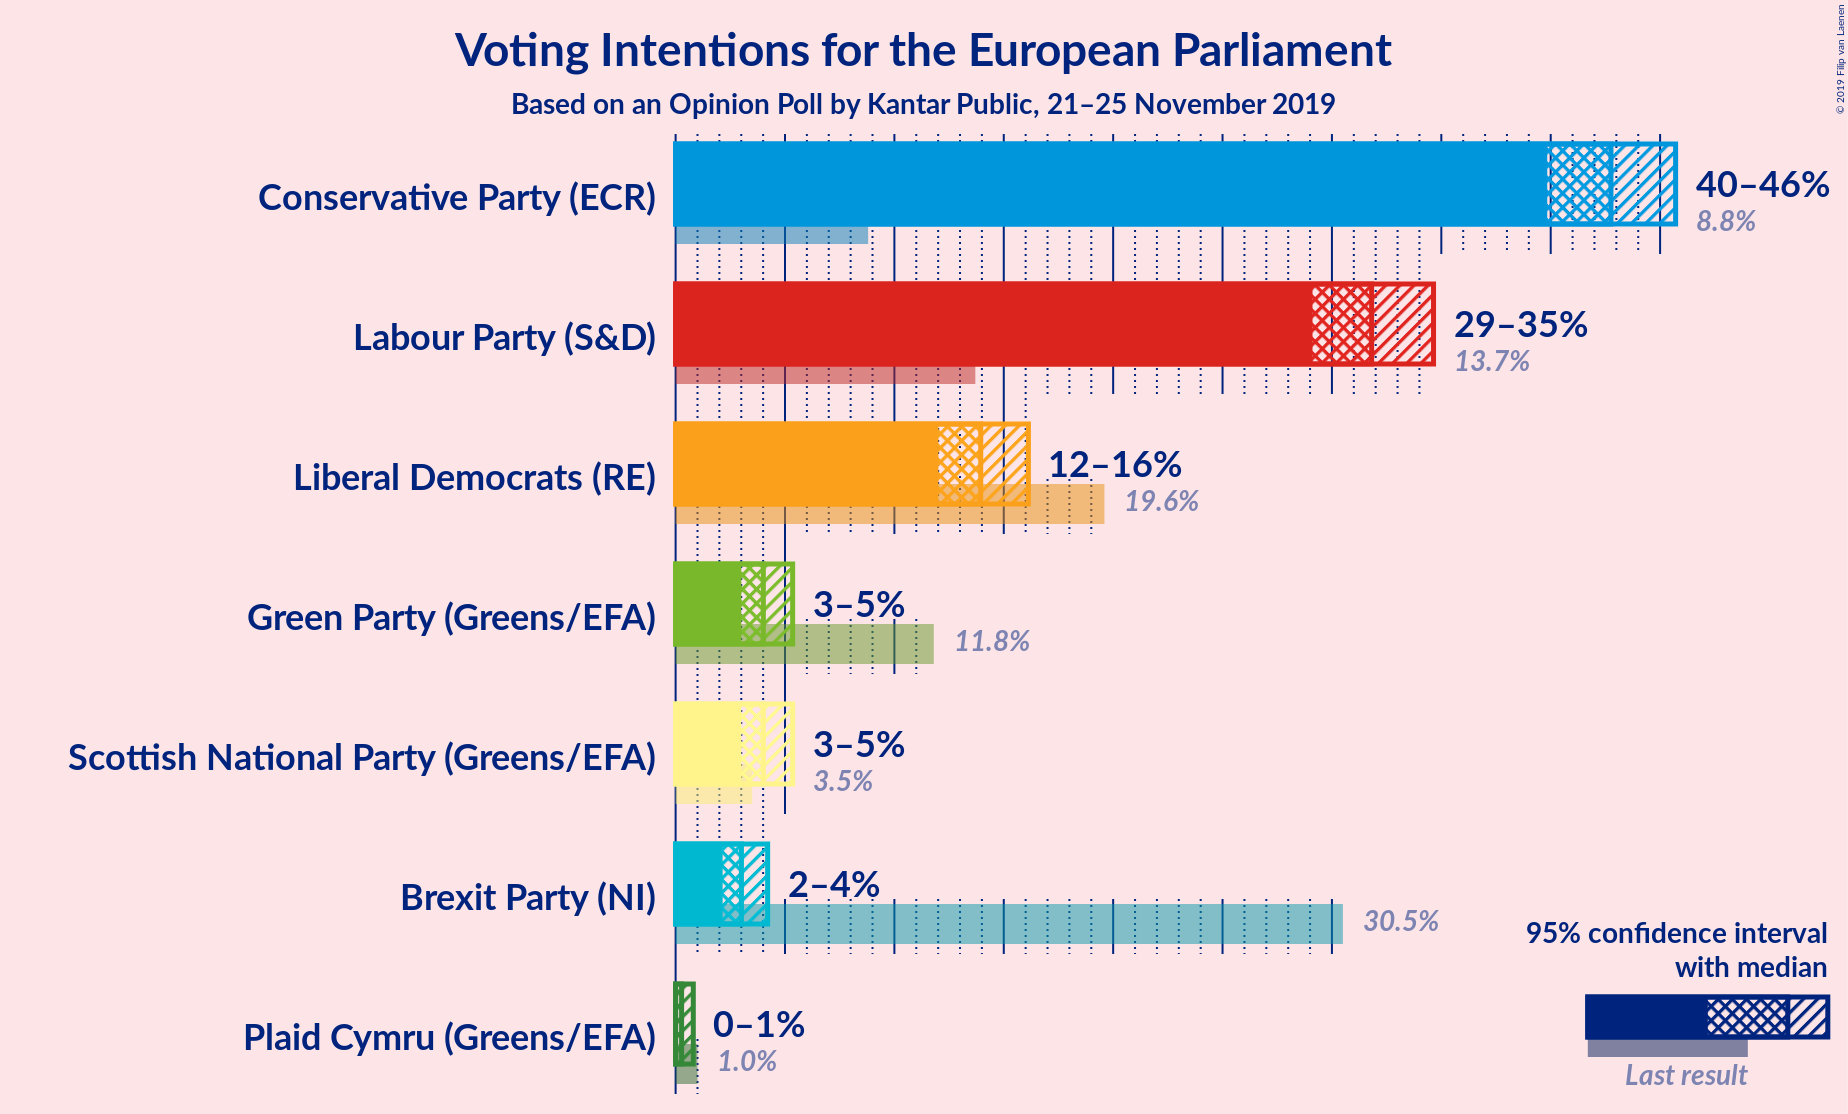 Voting Intentions for the European Parliament
Based on an Opinion Poll by Kantar Public, 21–25 November 2019
© 2019 Filip van Laenen
Conservative Party (ECR)
40–46%
8.8%
Labour Party (S&D)
29–35%
13.7%
Liberal Democrats (RE)
12–16%
19.6%
Green Party (Greens/EFA)
3–5%
11.8%
Scottish National Party (Greens/EFA)
3–5%
3.5%
Brexit Party (NI)
2–4%
30.5%
Plaid Cymru (Greens/EFA)
0–1%
1.0%
95% confidence interval
with median
Last result